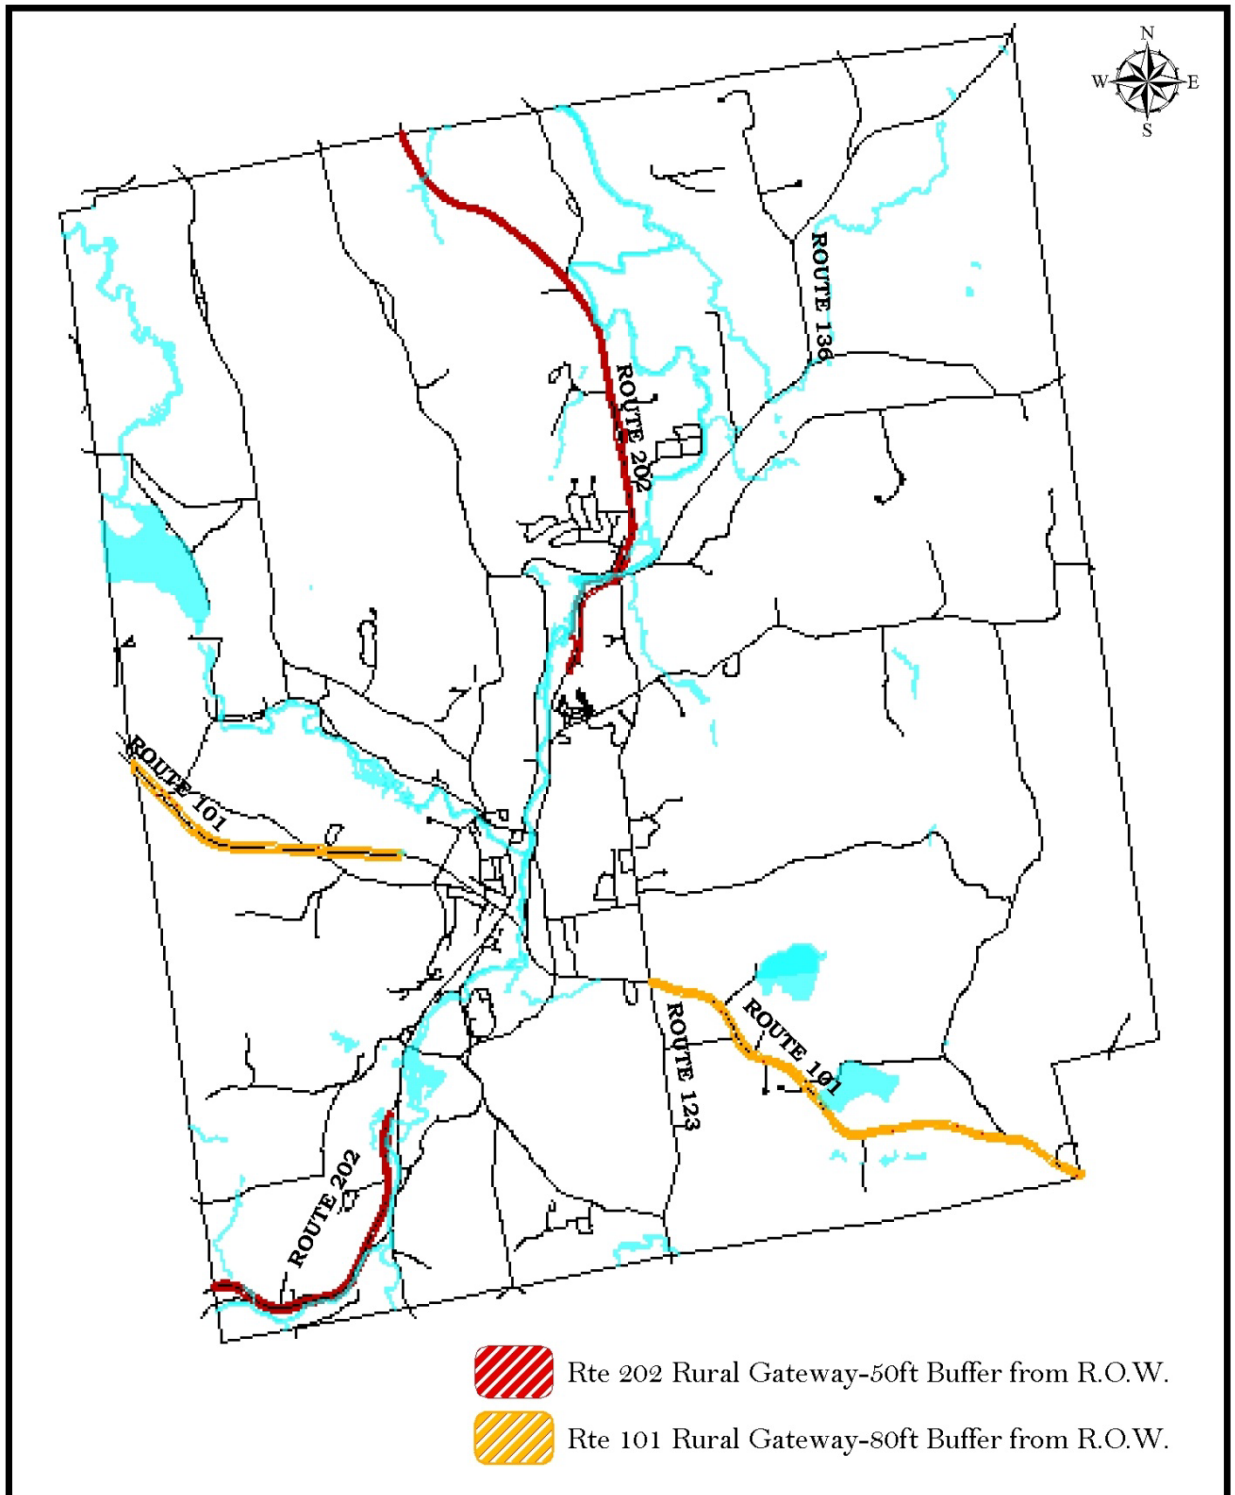 N
W E
S
ROUTE 136
ROUTE 202
ROUTE 101
ROUTE 101
ROUTE 123
ROUTE 202
Rte 202 Rural Gateway-50ft Buffer from R.O.W.
Rte 101 Rural Gateway-80ft Buffer from R.O.W.